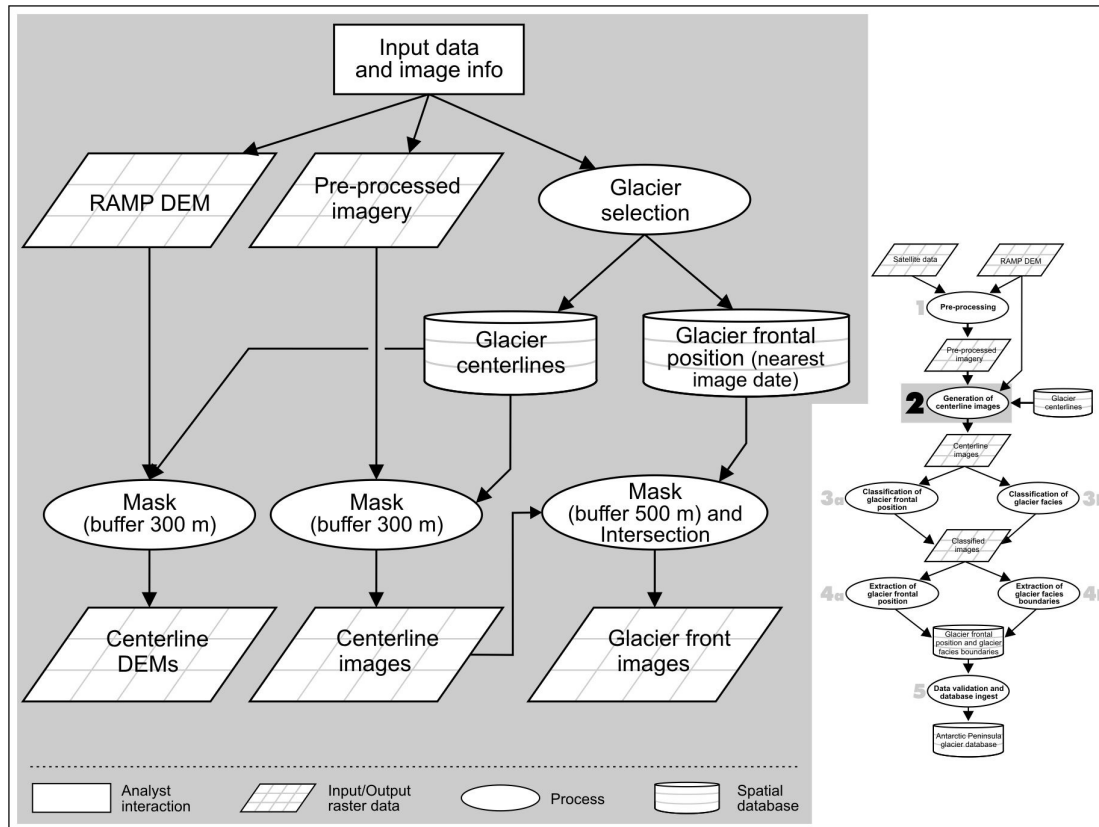 Input data
and image info
RAMP DEM
Pre-processed
imagery
Glacier
selection
Glacier
centerlines
Glacier frontal
position (nearest
image date)
Mask
(buffer 300 m)
Mask
(buffer 300 m)
Mask
(buffer 500 m) and
Intersection
Centerline
DEMs
Centerline
images
Glacier front
images
Analyst
interaction
Input/Output
raster data
Process
Spatial
database
Satellite data
RAMP DEM
1
Pre-processing
Pre-processed
imagery
2
Generation of
centerline images
Glacier
centerlines
Centerline
images
3a
Classification of
glacier frontal
position
Classification of
glacier facies
3
Classified
images
4a
Extraction of
glacier frontal
position
Extraction of
glacier facies
boundaries
4
Glacier frontal
position and glacier
facies boundaries
5
Data validation and
database ingest
Antarctic Peninsula
glacier database